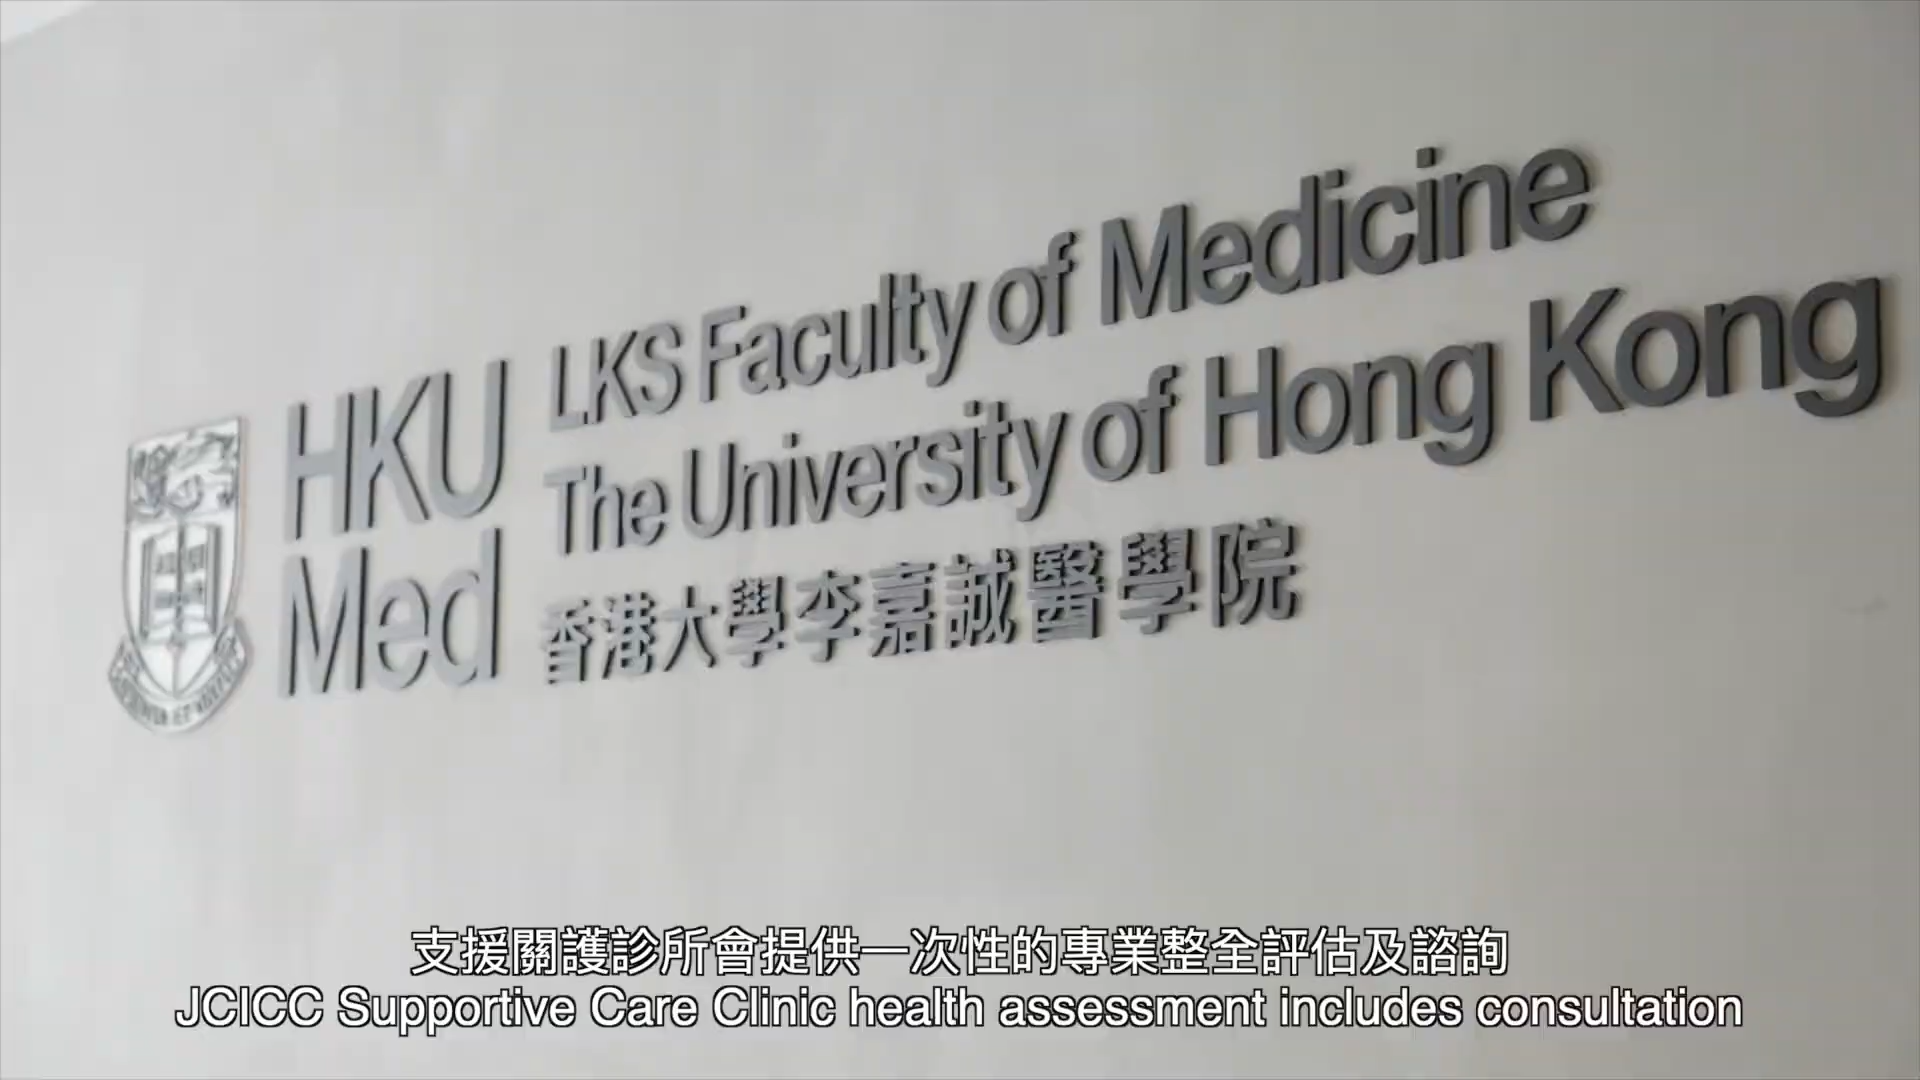 HKU
Med
LKS Faculty of Medicine
The University of Hong Kong
香港大學李嘉誠醫學院
支援關護診所會提供一次性的專業整全評估及諮詢
JCICC Supportive Care Clinic health assessment includes consultation